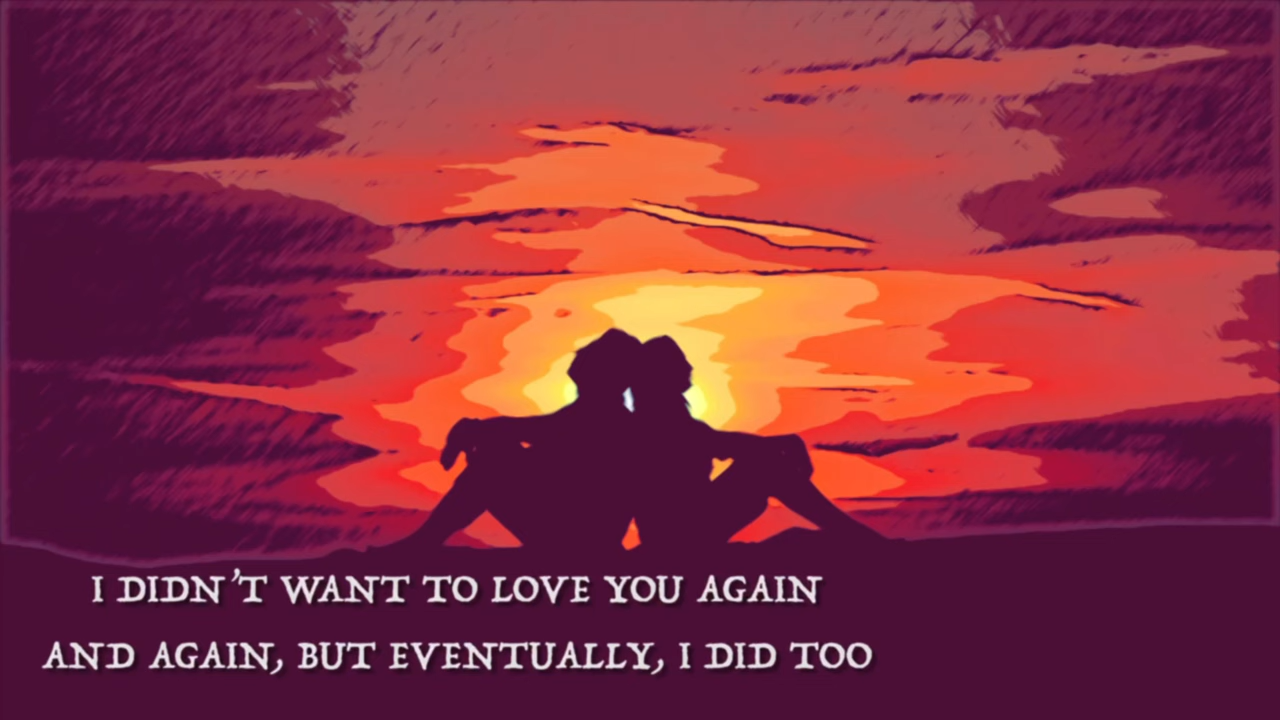 I DIDN'T WANT TO LOVE YOU AGAIN
AND AGAIN, BUT EVENTUALLY, I DID TOO